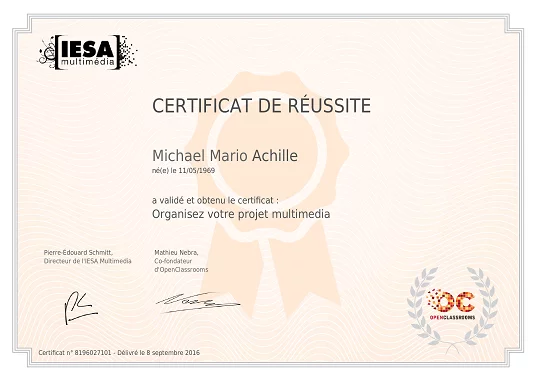 IESA
multimédia
CERTIFICAT DE RÉUSSITE
Michael Mario Achille
né(e) le 11/05/1969
a validé et obtenu le certificat :
Organisez votre projet multimedia
Pierre-Edouard Schmitt,
Directeur de l'IESA Multimedia
Mathieu Nebra,
Co-fondateur
d'OpenClassrooms
OC
OPENCLASSROOMS
Certificat n° 8196027101 - Délivré le 8 septembre 2016